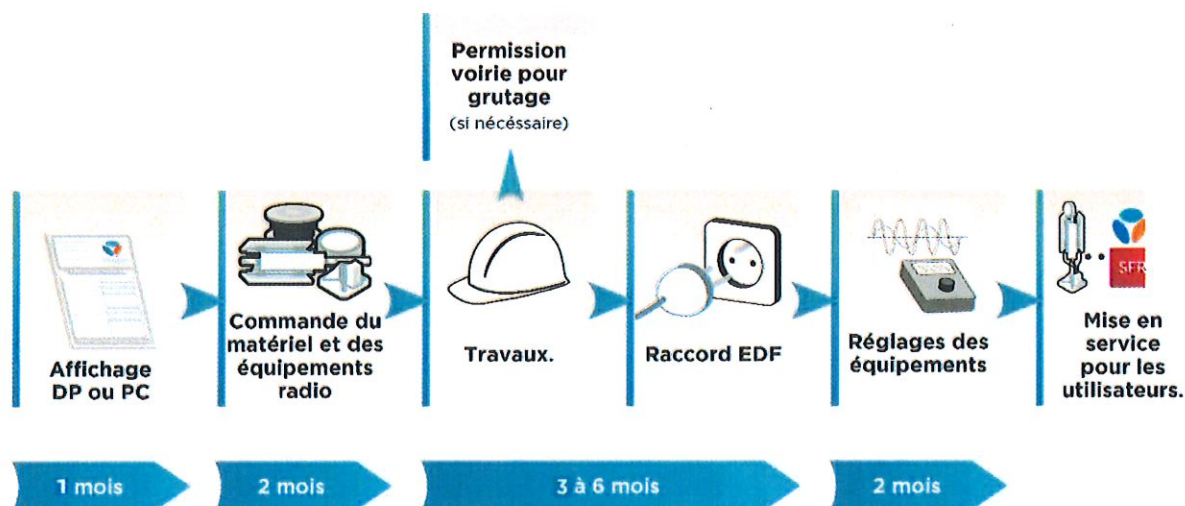 Permission
voirie pour
grutage
(si nécéssaire)
Affichage
DP ou PC
Commande du
matériel et des
équipements
radio
Travaux.
Raccord EDF
Réglages des
équipements
SFR
Mise en
service
pour les
utilisateurs.
1 mois
2 mois
3 à 6 mois
2 mois